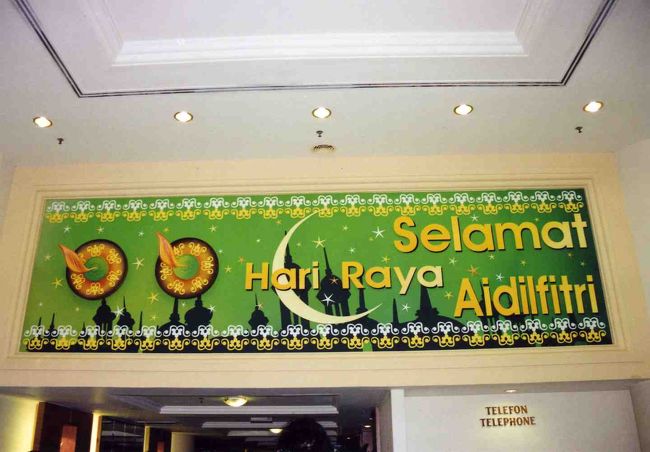 Selamat
Hari Raya
Aidilfitri
TELEFON
TELEPHONE